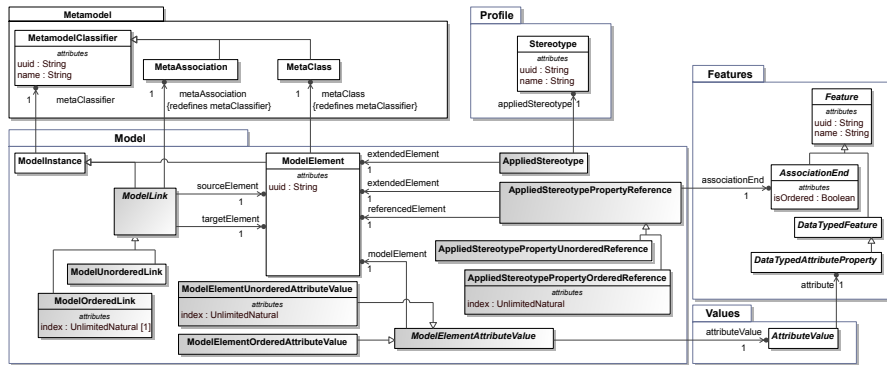 Metamodel
MetamodelClassifier
attributes
uuid : String
name : String
MetaAssociation
MetaClass
1
metaClassifier
1
metaAssociation
{redefines metaClassifier}
1
metaClass
{redefines metaClassifier}
Profile
Stereotype
attributes
uuid : String
name : String
appliedStereotype
1
Features
Feature
attributes
uuid : String
name : String
AssociationEnd
attributes
isOrdered : Boolean
DataTypedFeature
DataTypedAttributeProperty
attribute
1
associationEnd
1
Model
ModelInstance
ModelElement
attributes
uuid : String
extendedElement
1
AppliedStereotype
ModelLink
sourceElement
1
targetElement
1
extendedElement
1
referencedElement
1
AppliedStereotypePropertyReference
AppliedStereotypePropertyUnorderedReference
AppliedStereotypePropertyOrderedReference
attributes
index : UnlimitedNatural
modelElement
1
ModelUnorderedLink
ModelOrderedLink
attributes
index : UnlimitedNatural [1]
ModelElementUnorderedAttributeValue
attributes
index : UnlimitedNatural
ModelElementOrderedAttributeValue
ModelElementAttributeValue
Values
attributeValue
1
AttributeValue